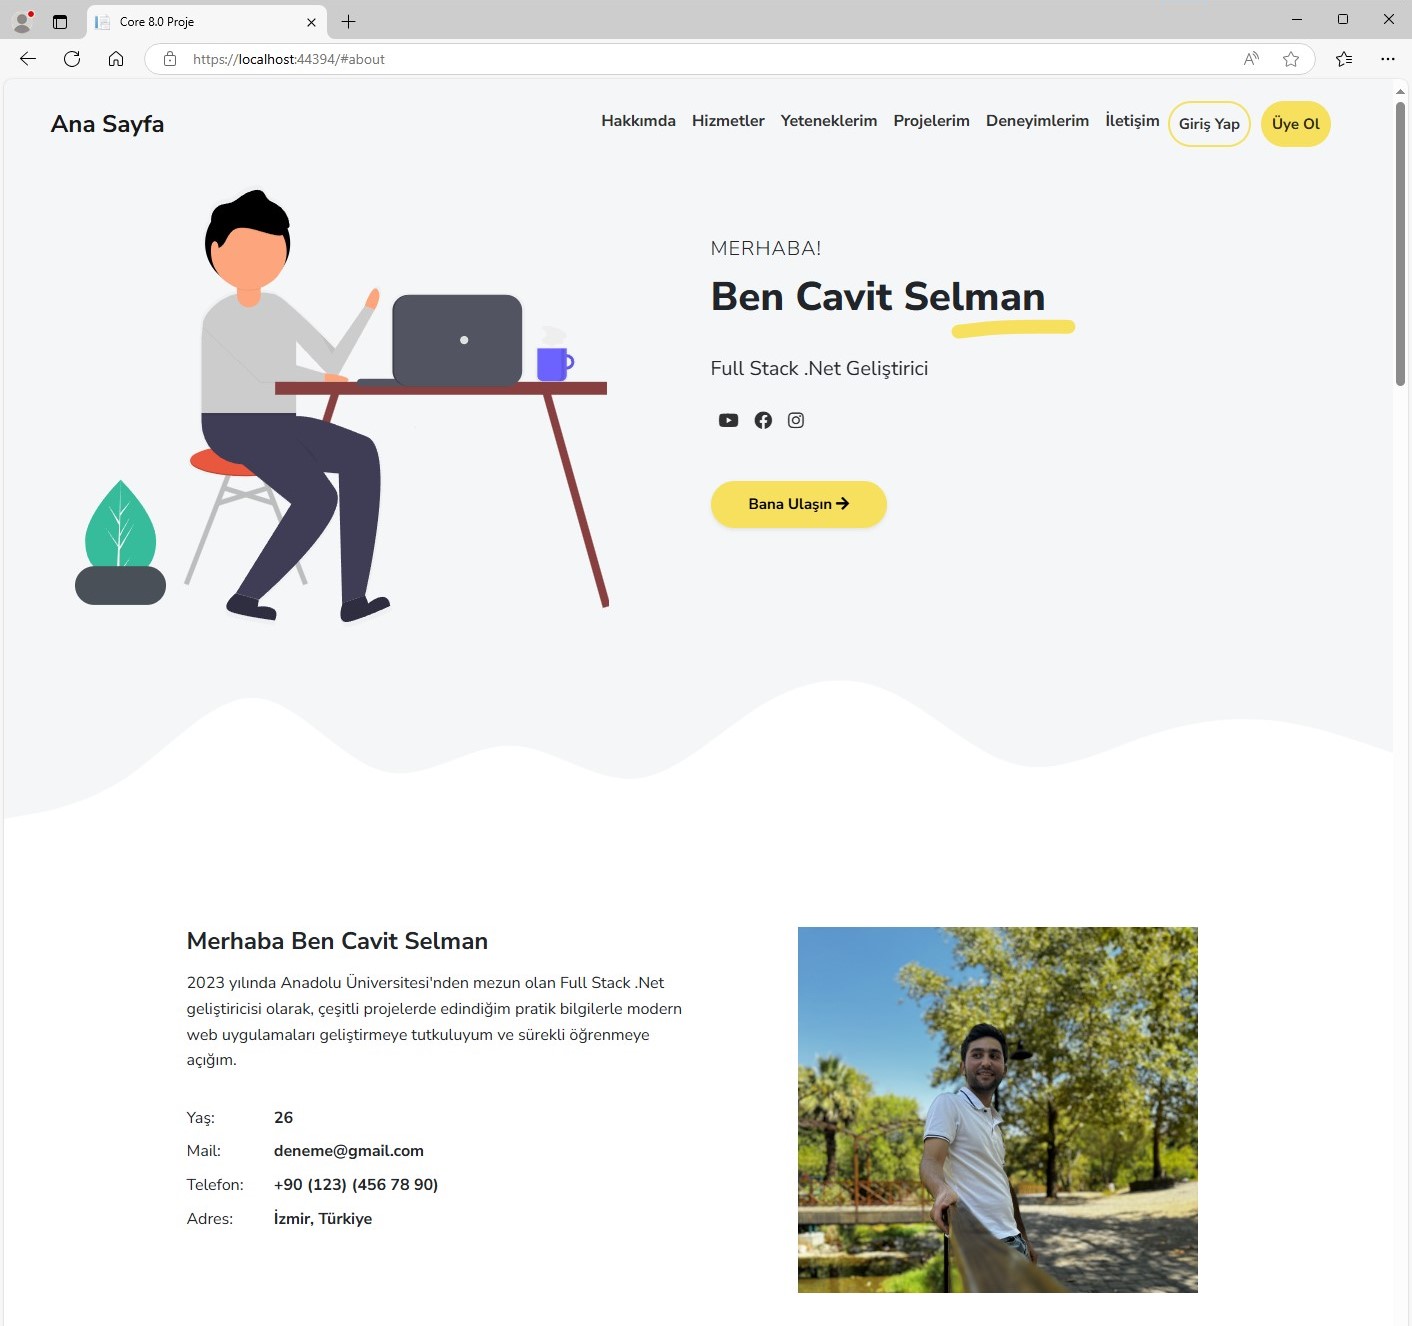 Core 8.0 Proje
https://localhost:44394/#about
Ana Sayfa
Hakkımda Hizmetler Yeteneklerim Projelerim Deneyimlerim İletişim Giriş Yap Üye Ol
MERHABA!
Ben Cavit Selman
Full Stack .Net Geliştirici
Bana Ulaşın
Merhaba Ben Cavit Selman
2023 yılında Anadolu Üniversitesi'nden mezun olan Full Stack .Net
geliştiricisi olarak, çeşitli projelerde edindiğim pratik bilgilerle modern
web uygulamaları geliştirmeye tutkuluyum ve sürekli öğrenmeye
açığım.
Yaş: 26
Mail: deneme@gmail.com
Telefon: +90 (123) (456 78 90)
Adres: İzmir, Türkiye